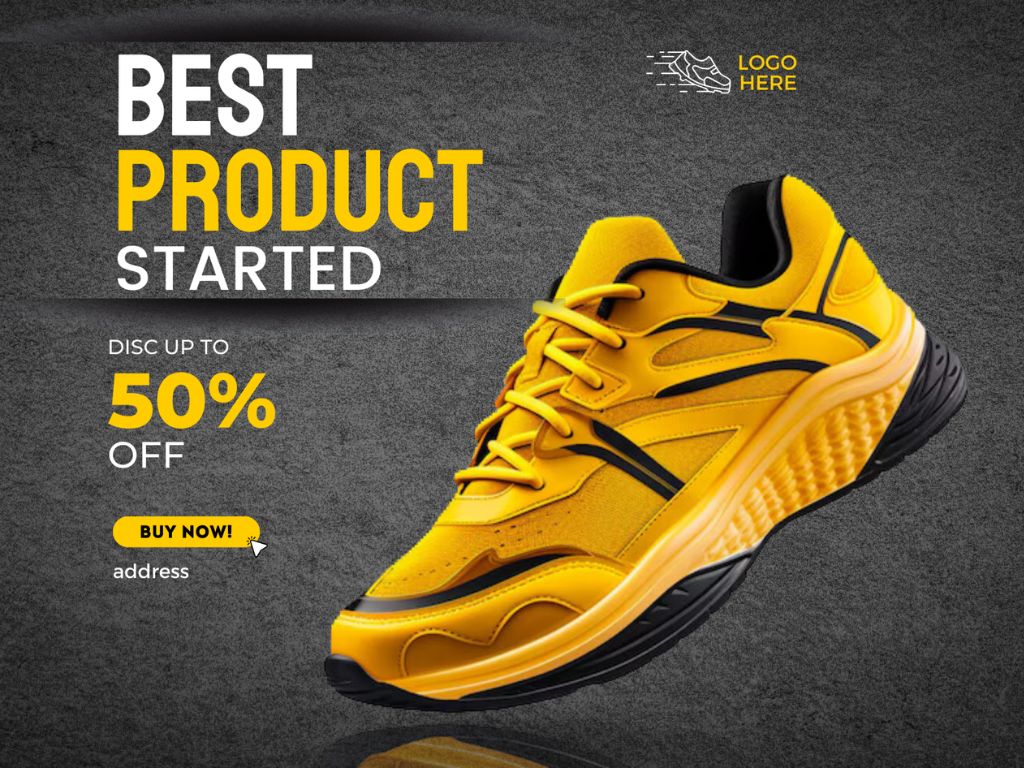 BEST
PRODUCT
STARTED
LOGO
HERE
DISC UP TO
50%
OFF
BUY NOW!
address